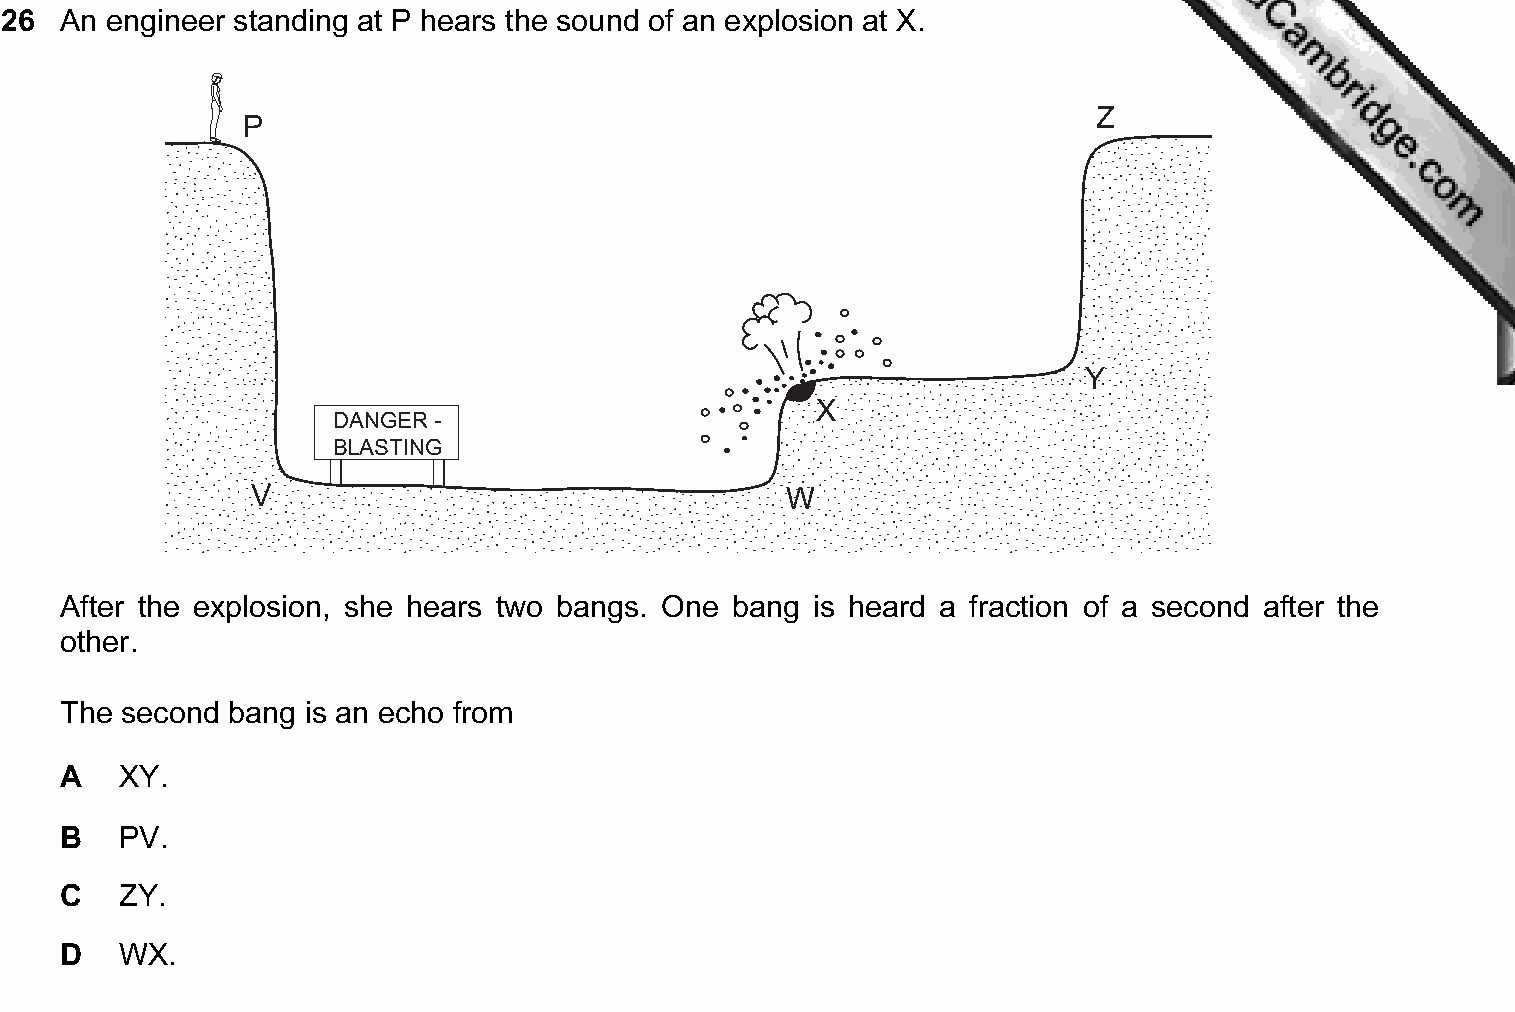 26 An engineer standing at P hears the sound of an explosion at X.
Cambridge.com
P
Z
Y
X
DANGER -
BLASTING
V
W
After the explosion, she hears two bangs. One bang is heard a fraction of a second after the
other.
The second bang is an echo from
A XY.
B PV.
C ZY.
D WX.